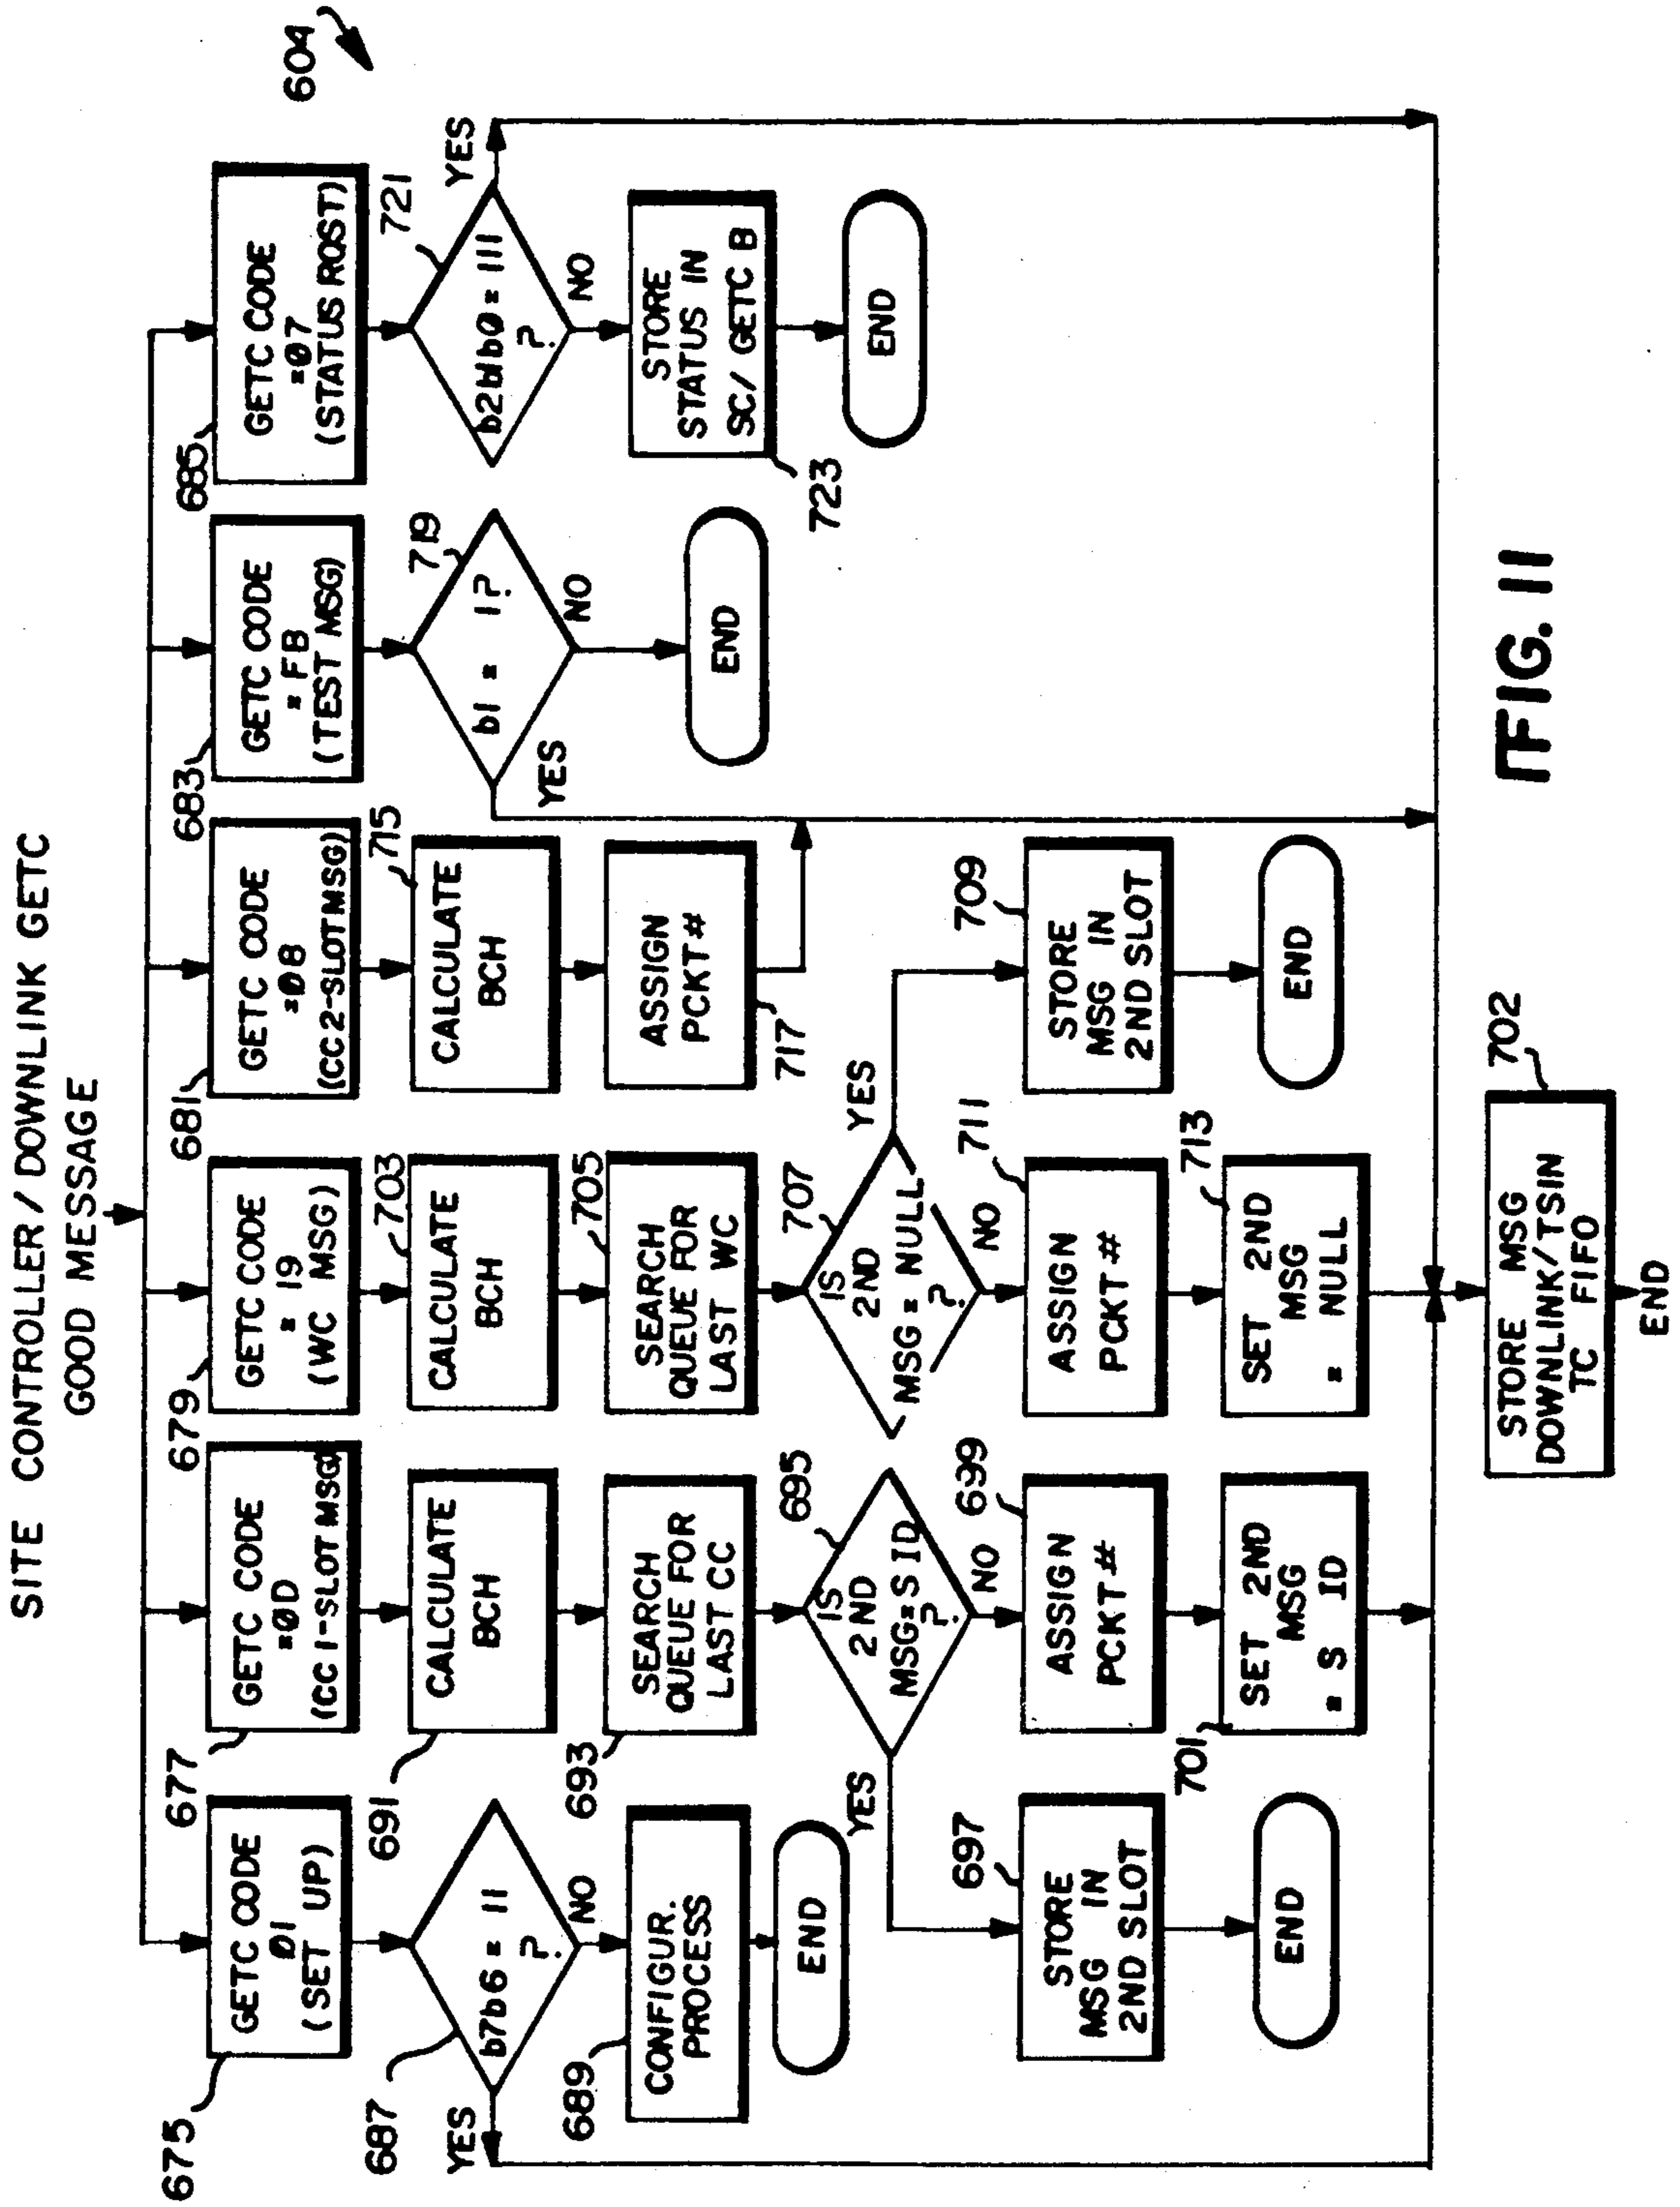 SITE CONTROLLER/DOWNLINK GETC
GOOD MESSAGE
604
675
GETC CODE
Ø1
(SET UP)
677
GETC CODE
=ØD
(CC 1-SLOT MSG)
679
GETC CODE
= 19
(WC MSG)
681
GETC CODE
=Ø8
(CC 2-SLOT MSG)
683
GETC CODE
= FB
(TEST MSG)
685
GETC CODE
=Ø7
(STATUS RQST)
687
b7b6 = 11
?
YES
NO
691
CALCULATE
BCH
703
CALCULATE
BCH
715
CALCULATE
BCH
719
b1 = 1?
YES
NO
721
b2b1b0 = 111
?
YES
NO
689
CONFIGUR.
PROCESS
END
693
SEARCH
QUEUE FOR
LAST CC
705
SEARCH
QUEUE FOR
LAST WC
717
ASSIGN
PCKT#
END
723
STORE
STATUS IN
SC/ GETC B
END
695
IS
2ND
MSG=S ID
?
YES
NO
707
IS
2ND
MSG = NULL
?
YES
NO
697
STORE
MSG IN
2ND SLOT
END
699
ASSIGN
PCKT#
711
ASSIGN
PCKT#
709
STORE
MSG IN
2ND SLOT
END
701
SET 2ND
MSG
= S ID
713
SET 2ND
MSG
= NULL
702
STORE MSG
DOWNLINK/TSIN
TC FIFO
END
FIG. 11